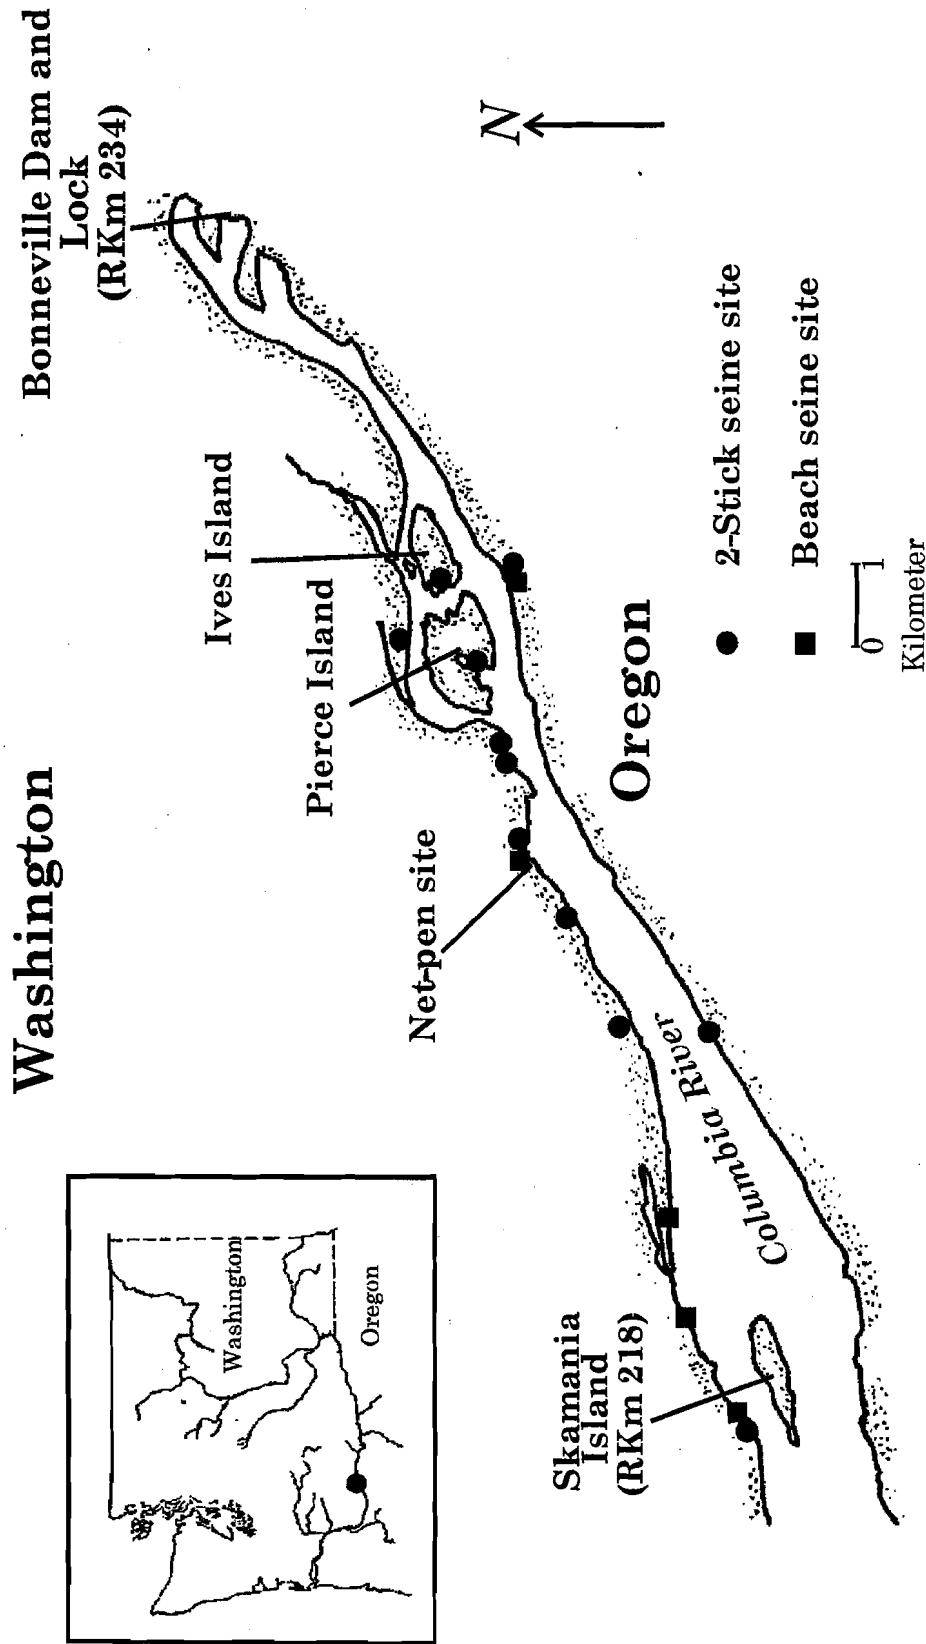 Washington
Bonneville Dam and
Lock
(RKm 234)
Ives Island
Pierce Island
Net-pen site
N
Washington
Oregon
Skamania
Island
(RKm 218)
Columbia River
Oregon
2-Stick seine site
Beach seine site
0 1
Kilometer